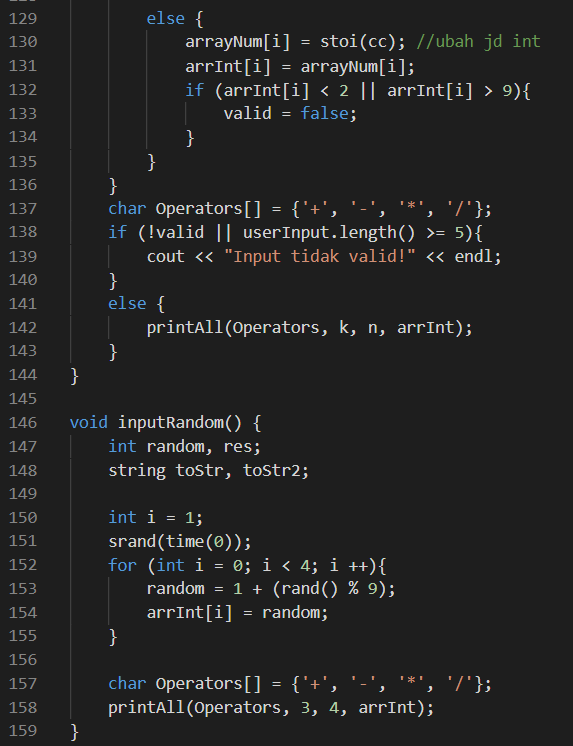 129 else {
130 arrayNum[i] = stoi(cc); //ubah jd int
131 arrInt[i] = arrayNum[i];
132 if (arrInt[i] < 2 || arrInt[i] > 9){
133 valid = false;
134 }
135 }
136 }
137 char Operators[] = {'+', '-', '*', '/'};
138 if (!valid || userInput.length() >= 5){
139 cout << "Input tidak valid!" << endl;
140 }
141 else {
142 printAll(Operators, k, n, arrInt);
143 }
144 }
145
146 void inputRandom() {
147 int random, res;
148 string toStr, toStr2;
149
150 int i = 1;
151 srand(time(0));
152 for (int i = 0; i < 4; i ++){
153 random = 1 + (rand() % 9);
154 arrInt[i] = random;
155 }
156
157 char Operators[] = {'+', '-', '*', '/'};
158 printAll(Operators, 3, 4, arrInt);
159 }